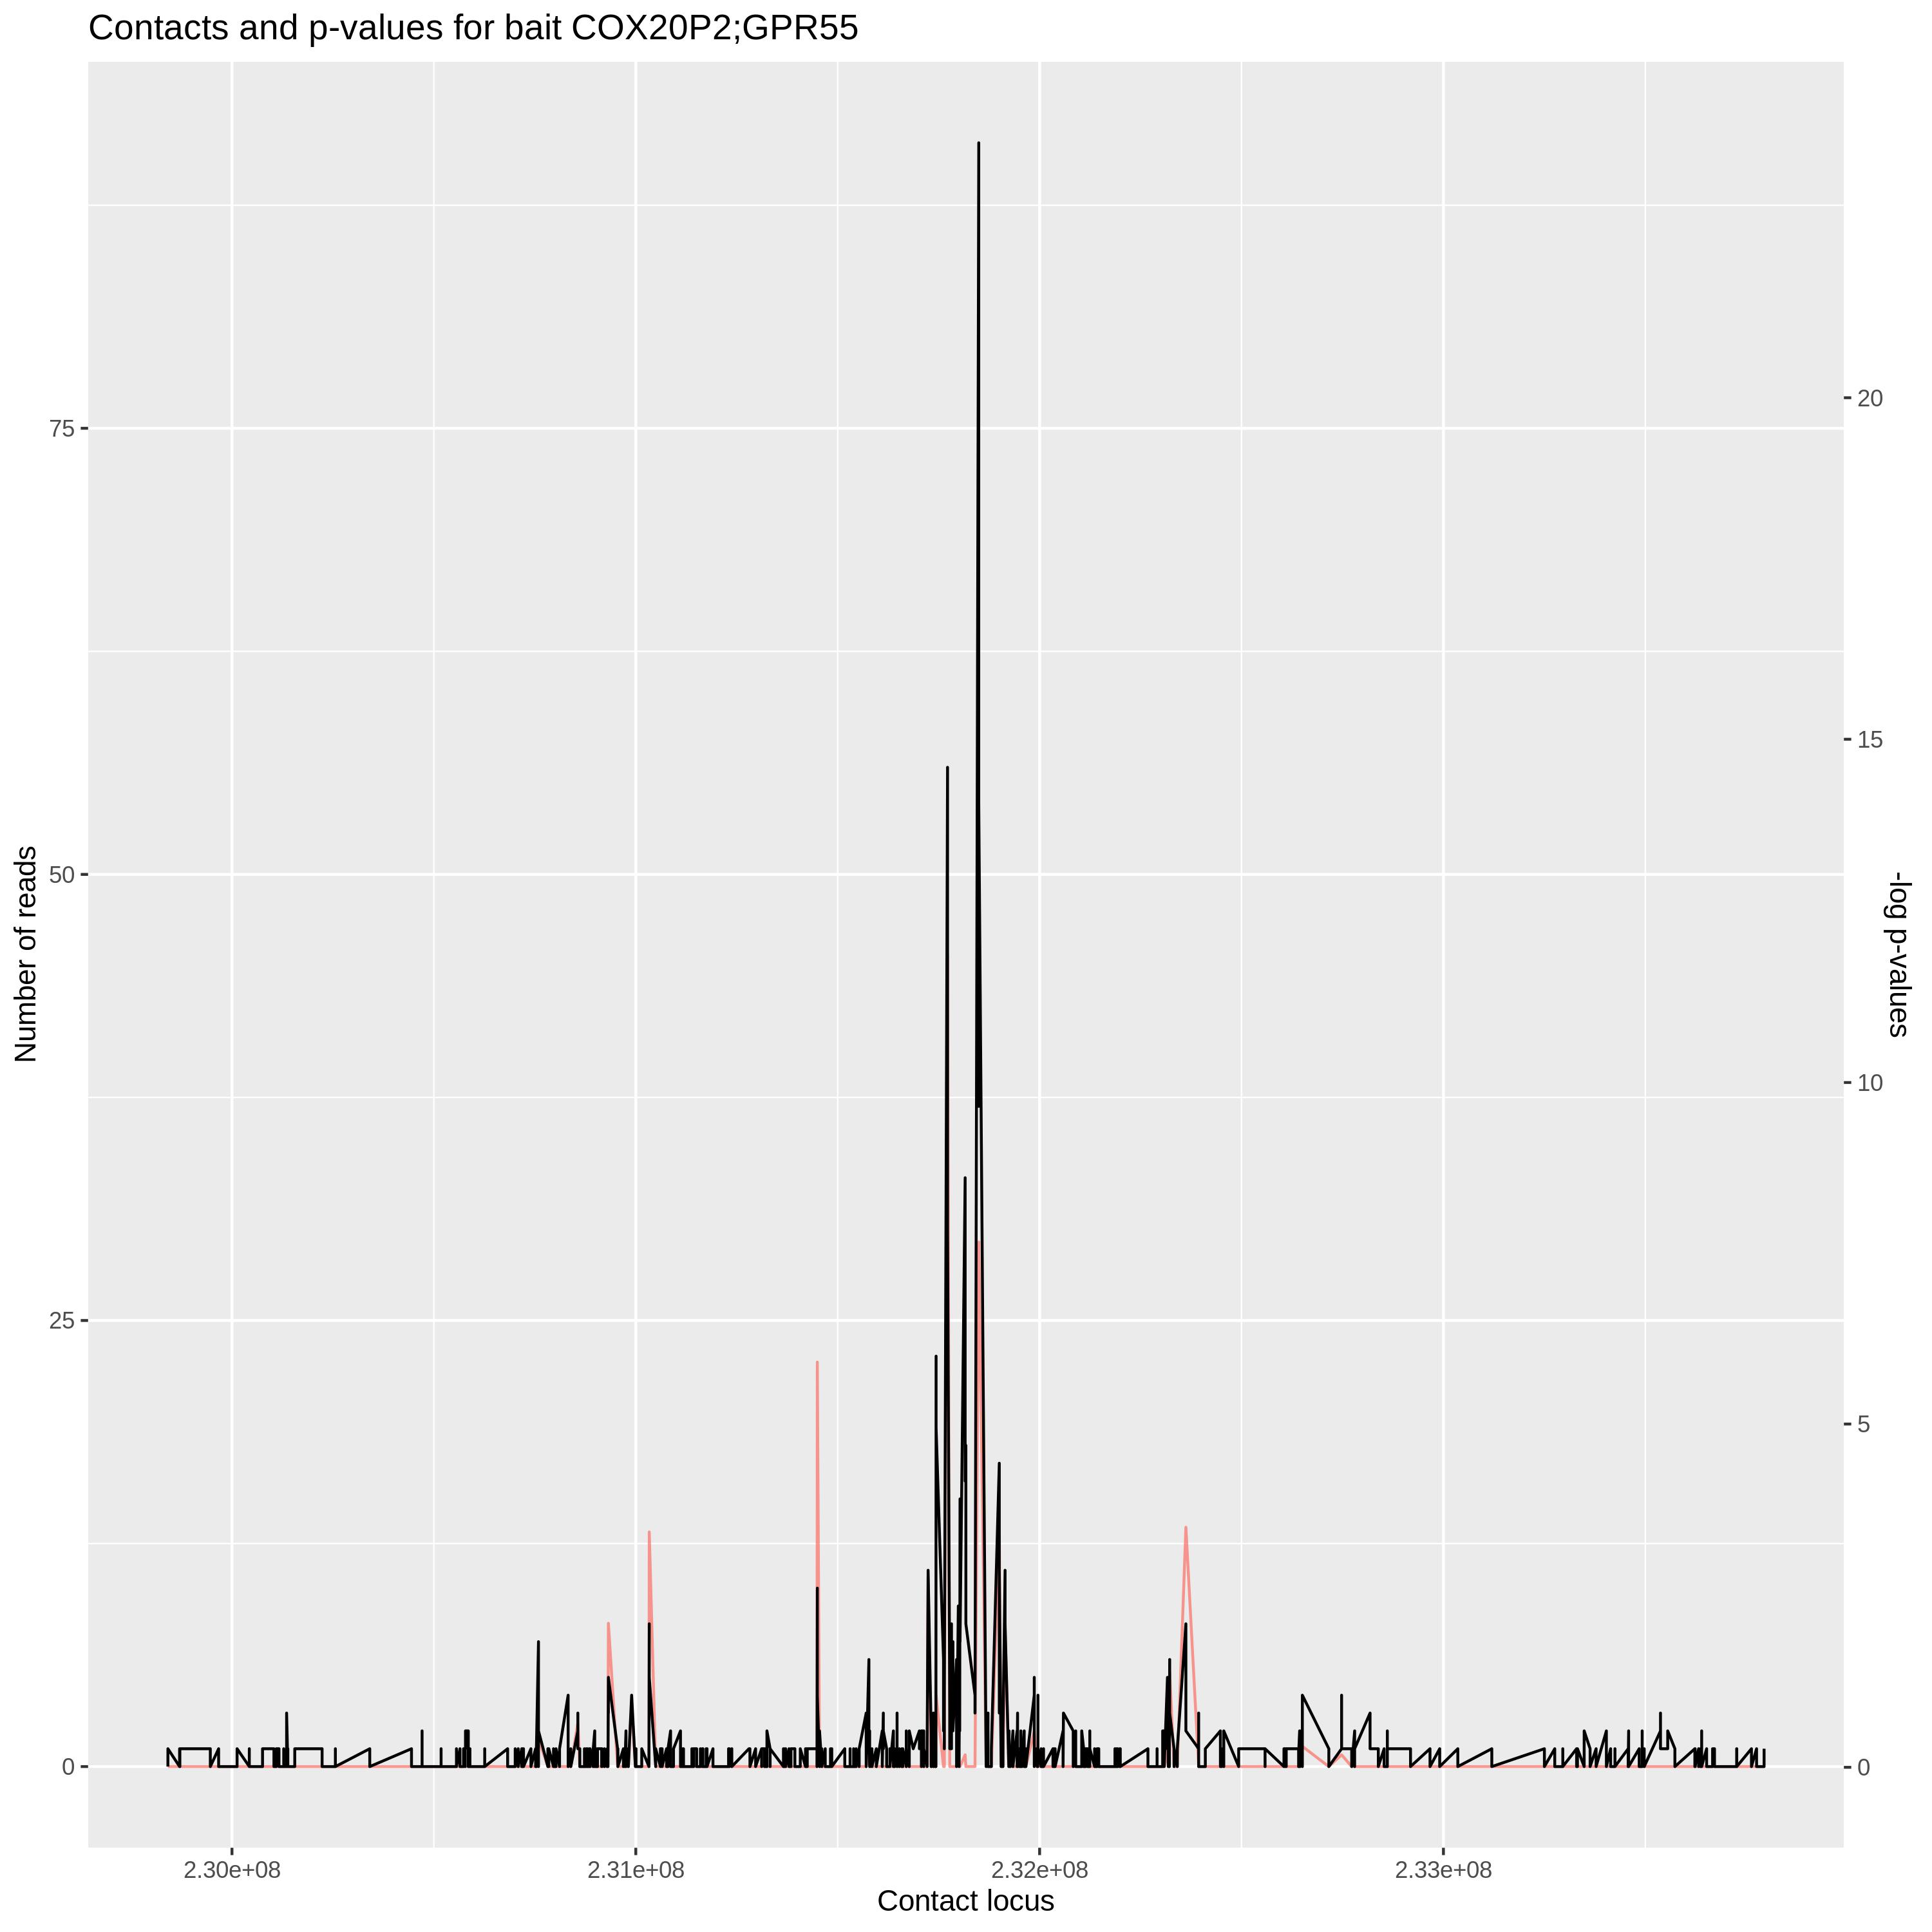 Contacts and p-values for bait COX20P2;GPR55
Number of reads
75
50
25
0
20
15
10
5
0
-log p-values
2.30e+08 2.31e+08 2.32e+08 2.33e+08
Contact locus